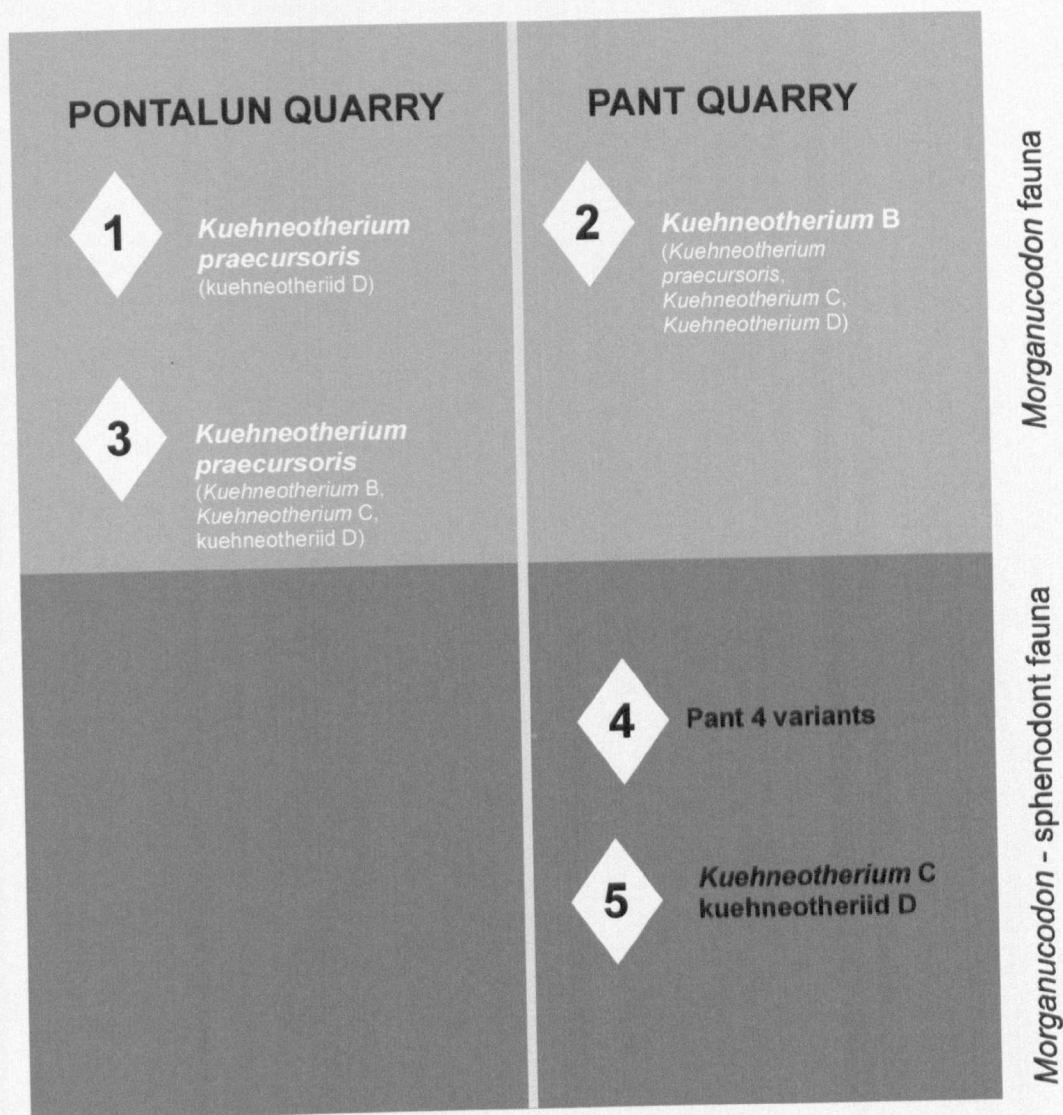 PONTALUN QUARRY
1
Kuehneotherium
praecursoris
(kuehneotheriid D)
3
Kuehneotherium
praecursoris
(Kuehneotherium B,
Kuehneotherium C,
kuehneotheriid D)
PANT QUARRY
2
Kuehneotherium B
(Kuehneotherium
praecursoris,
Kuehneotherium C,
Kuehneotherium D)
4
Pant 4 variants
5
Kuehneotherium C
kuehneotheriid D
Morganucodon fauna
Morganucodon - sphenodont fauna